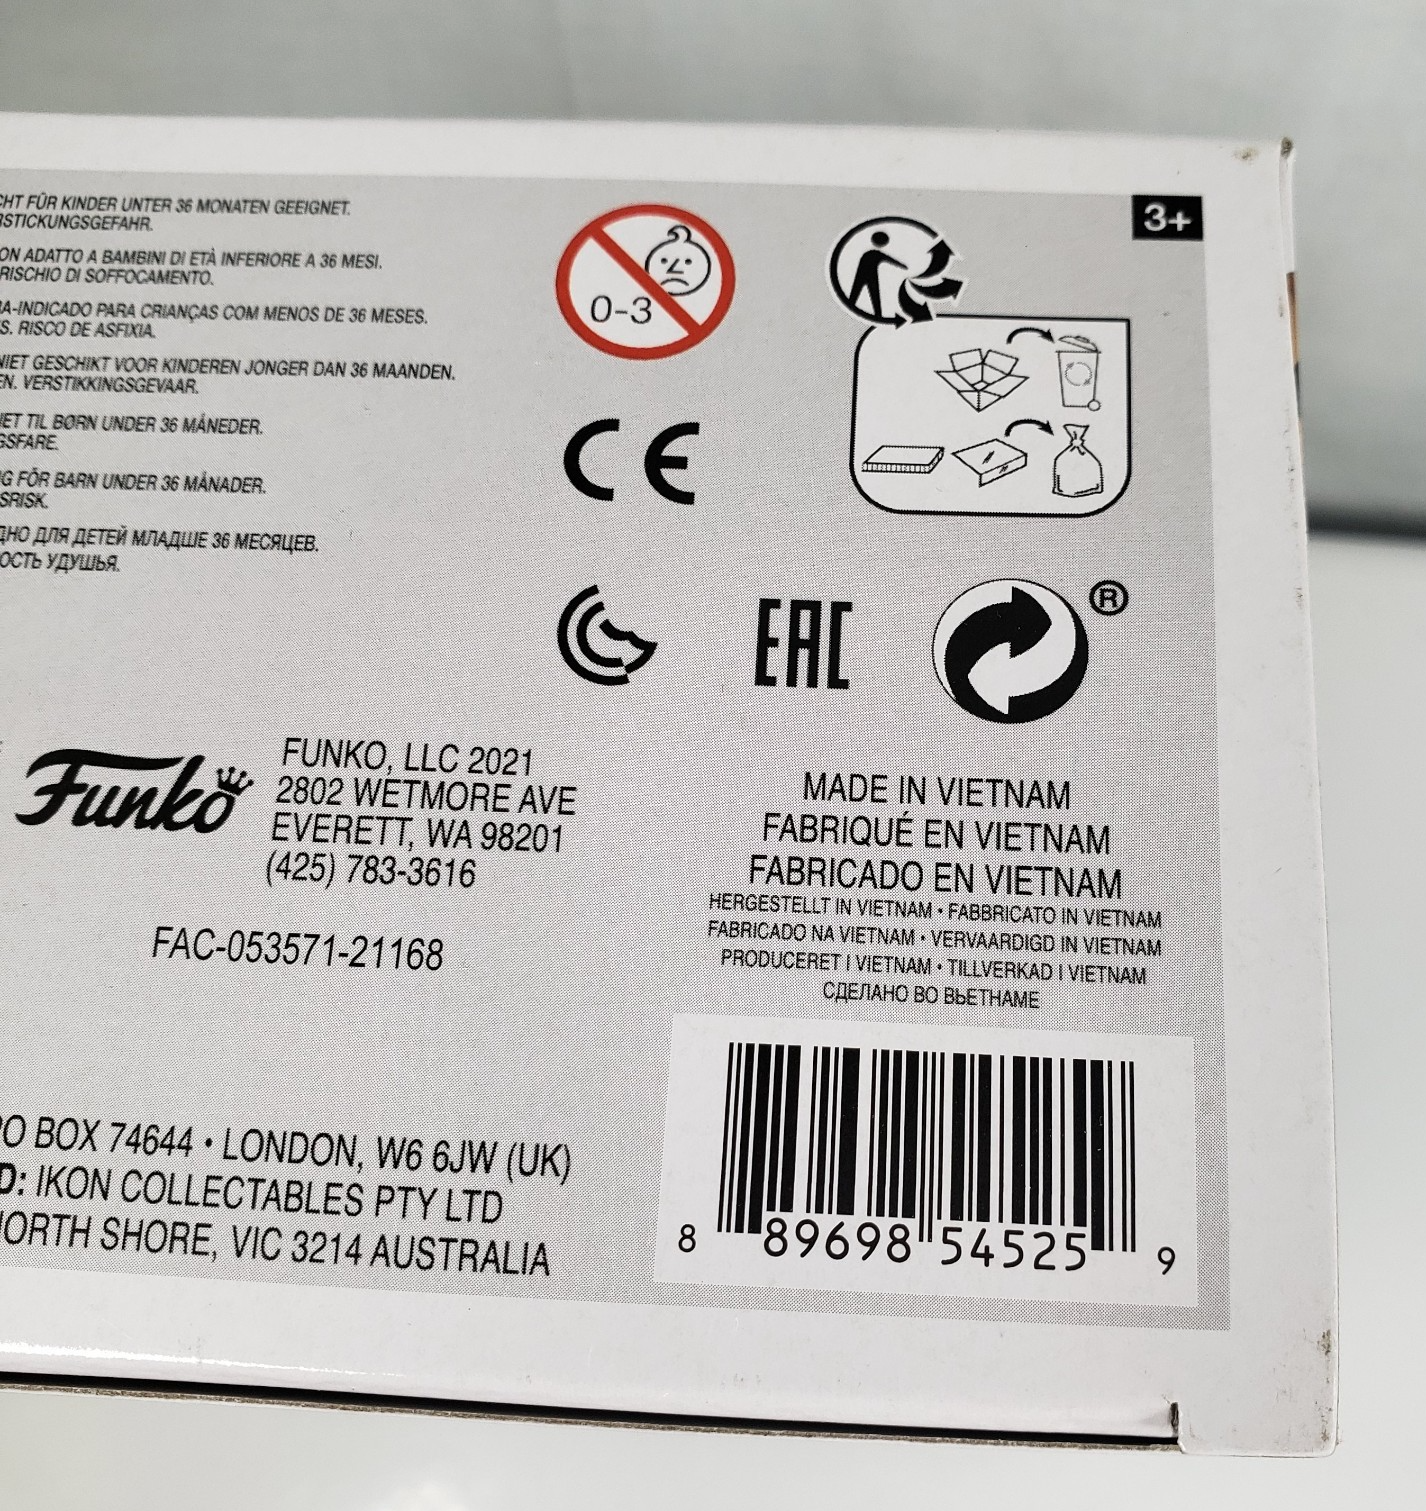 FÜR KINDER UNTER 36 MONATEN GEEIGNET.
ON ADATTO A BAMBINI DI ETÀ INFERIORE A 36 MESI.
RISCHIO DI SOFFOCAMENTO.
A-INDICADO PARA CRIANÇAS COM MENOS DE 36 MESES.
S. RISCO DE ASFIXIA.
NIET GESCHIKT VOOR KINDEREN JONGER DAN 36 MAANDEN.
EN. VERSTIKKINGSGEVAAR.
ET TIL BØRN UNDER 36 MÅNEDER.
GSFARE.
G FÖR BARN UNDER 36 MÅNADER.
SRISK.
ДНО ДЛЯ ДЕТЕЙ МЛАДШЕ 36 МЕСЯЦЕВ.
ОСТЬ УДУШЬЯ.
0-3
3+
CE
EAC
®
Funko
FUNKO, LLC 2021
2802 WETMORE AVE
EVERETT, WA 98201
(425) 783-3616
FAC-053571-21168
MADE IN VIETNAM
FABRIQUÉ EN VIETNAM
FABRICADO EN VIETNAM
HERGESTELLT IN VIETNAM • FABBRICATO IN VIETNAM
FABRICADO NA VIETNAM • VERVAARDIGD IN VIETNAM
PRODUCERET I VIETNAM • TILLVERKAD I VIETNAM
СДЕЛАНО ВО ВЬЕТНАМЕ
PO BOX 74644 • LONDON, W6 6JW (UK)
D: IKON COLLECTABLES PTY LTD
NORTH SHORE, VIC 3214 AUSTRALIA
8 89698 54525 9